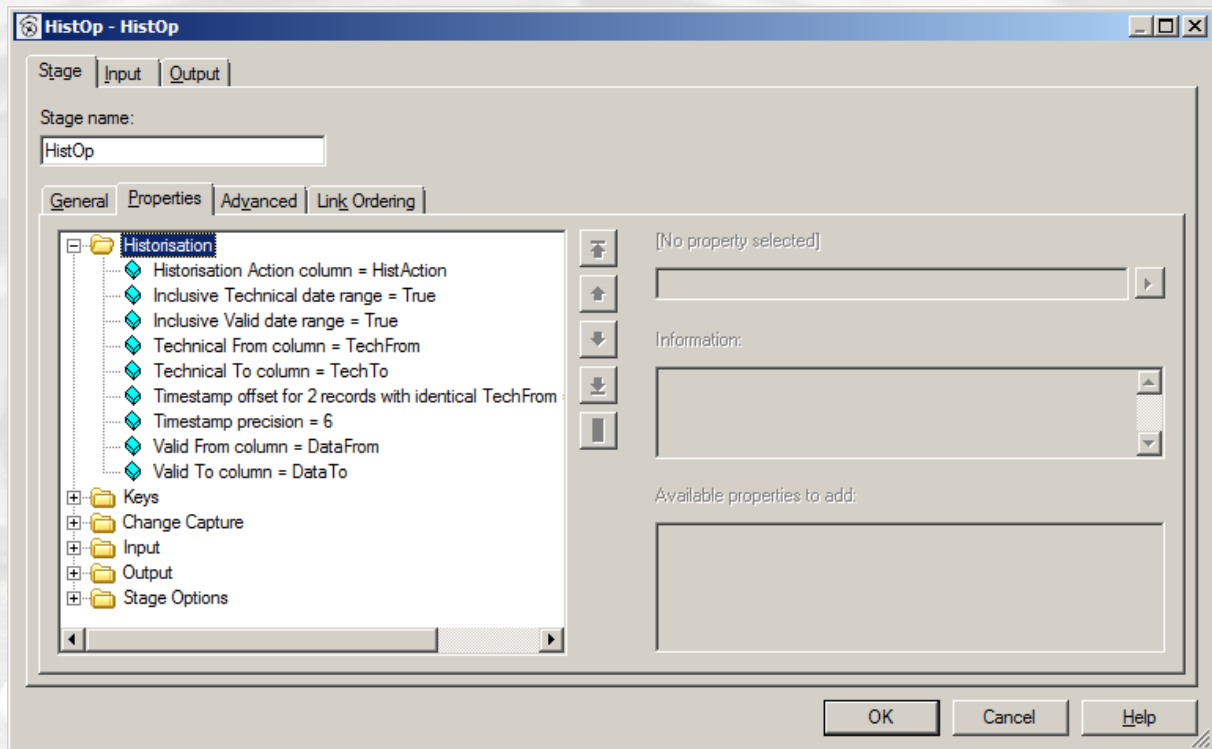 HistOp - HistOp
Stage Input Output
Stage name:
HistOp
General Properties Advanced Link Ordering
Historisation
Historisation Action column = HistAction
Inclusive Technical date range = True
Inclusive Valid date range = True
Technical From column = TechFrom
Technical To column = TechTo
Timestamp offset for 2 records with identical TechFrom
Timestamp precision = 6
Valid From column = DataFrom
Valid To column = DataTo
Keys
Change Capture
Input
Output
Stage Options
[No property selected]
Information:
Available properties to add:
OK Cancel Help